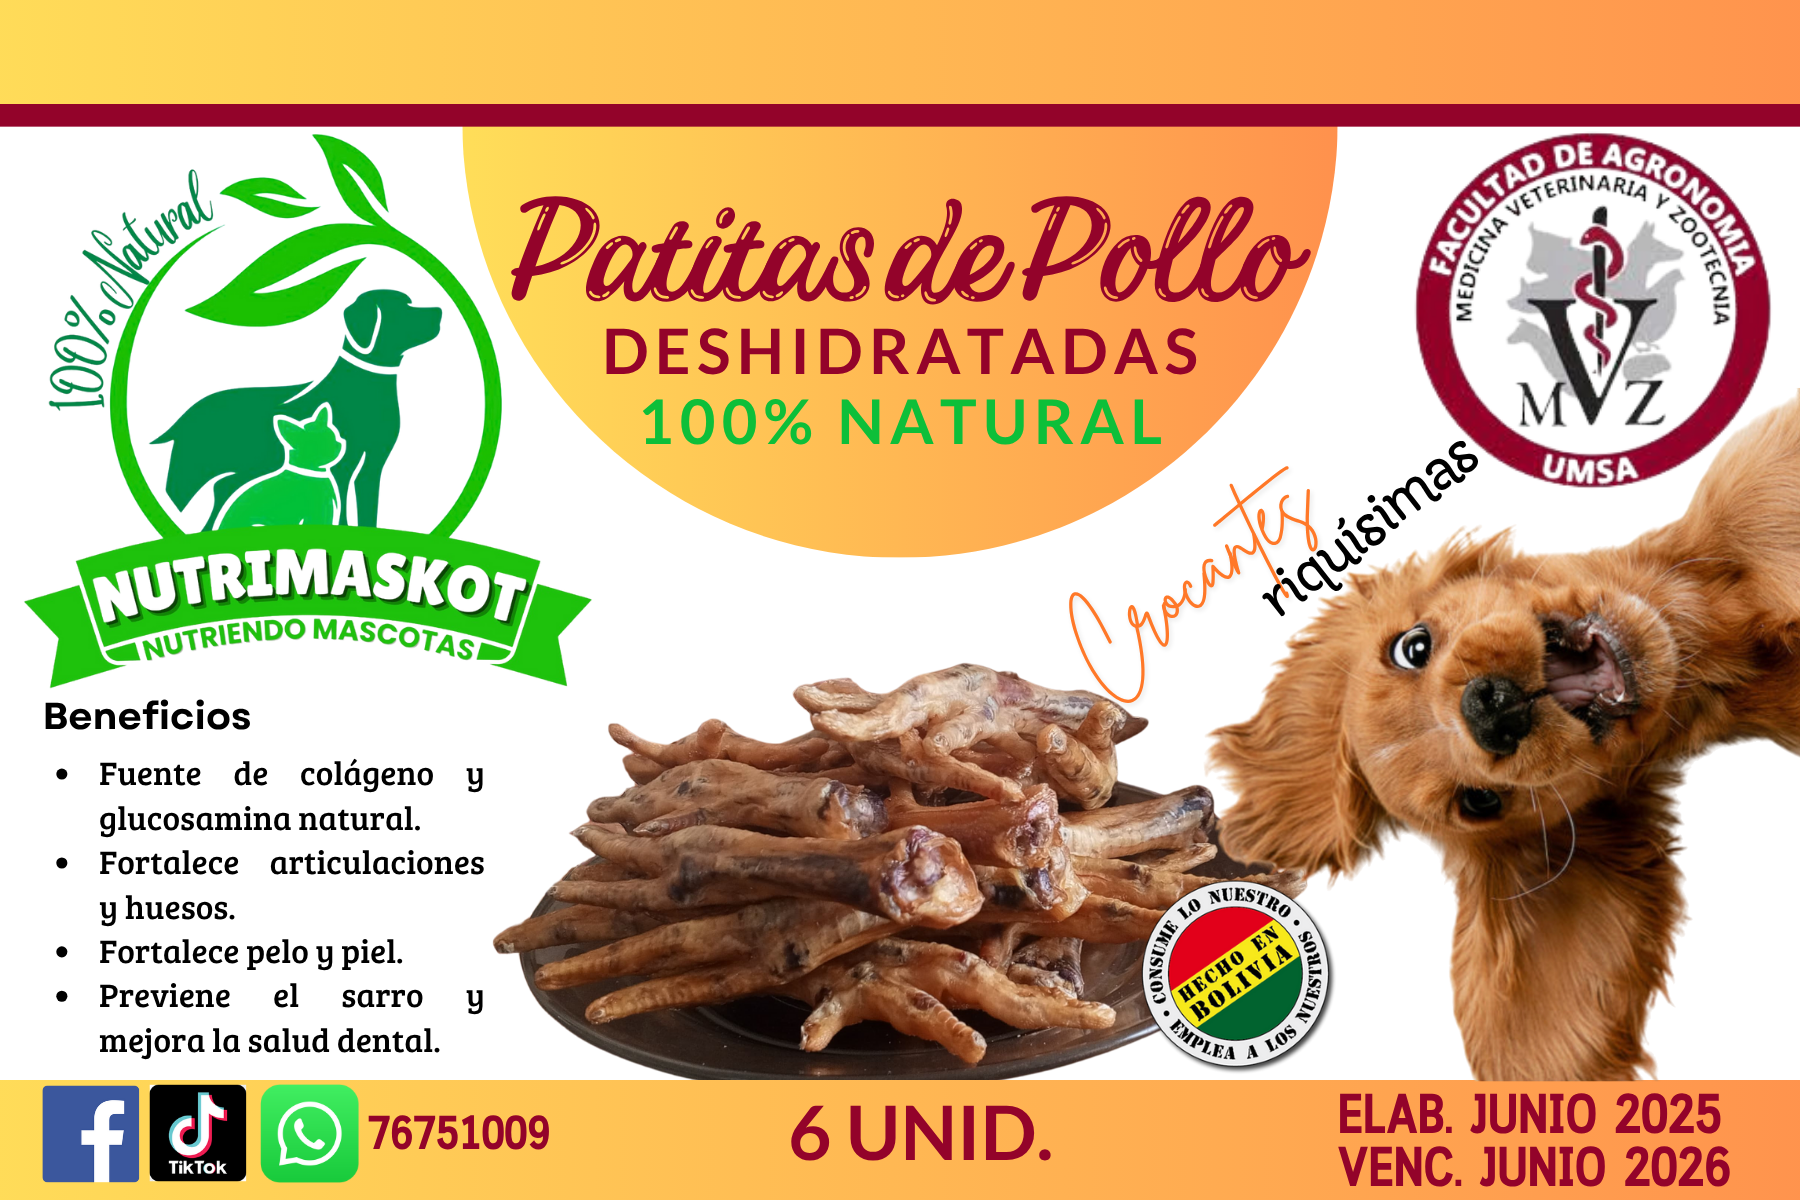 100% Natural
NUTRIMASKOT
NUTRIENDO MASCOTAS
Patitas de Pollo
DESHIDRATADAS
100% NATURAL
FACULTAD DE AGRONOMIA
MEDICINA VETERINARIA Y ZOOTECNIA
MVZ
UMSA
Crocantes
riquísimas
Beneficios
• Fuente de colágeno y
glucosamina natural.
• Fortalece articulaciones
y huesos.
• Fortalece pelo y piel.
• Previene el sarro y
mejora la salud dental.
• CONSUME LO NUESTRO •
HECHO EN
BOLIVIA
EMPLEA A LOS NUESTROS
TikTok
76751009
6 UNID.
ELAB. JUNIO 2025
VENC. JUNIO 2026